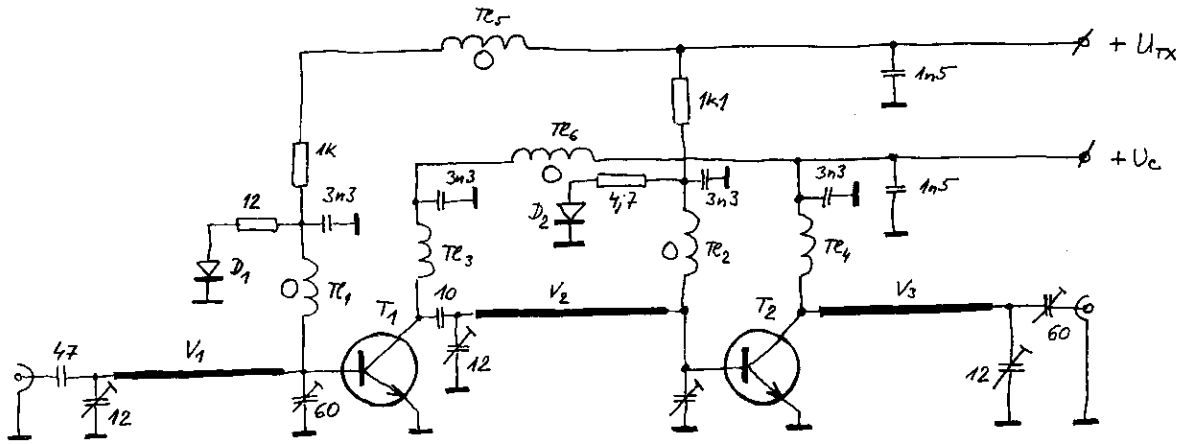 Tl5
+ UTX
1n5
1k1
Tl6
1k
+ Uc
3n3
3n3
1n5
12
3n3
4,7
3n3
D2
D1
Tl3
Tl2
Tl4
Tl1
10
V2
V3
T1
T2
60
47
V1
12
12
12
60